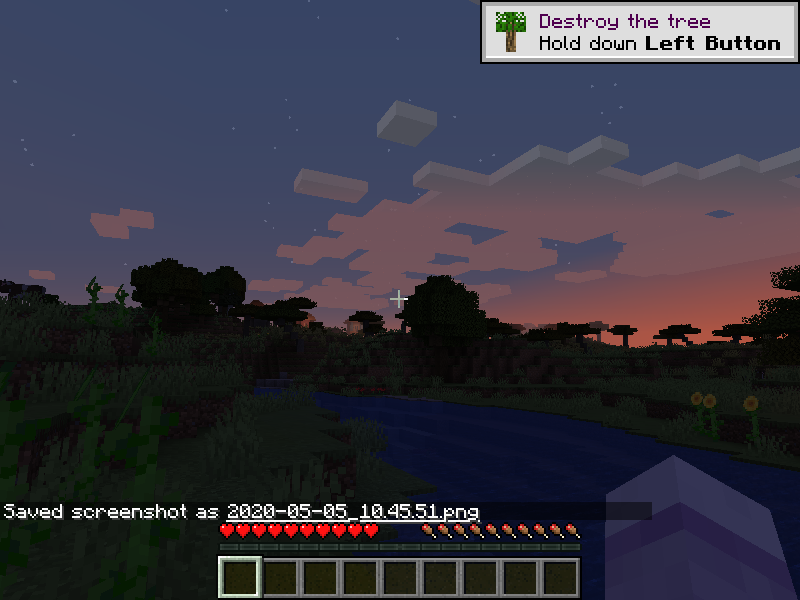 Destroy the tree
Hold down Left Button
Saved screenshot as 2020-05-05_10.45.51.png